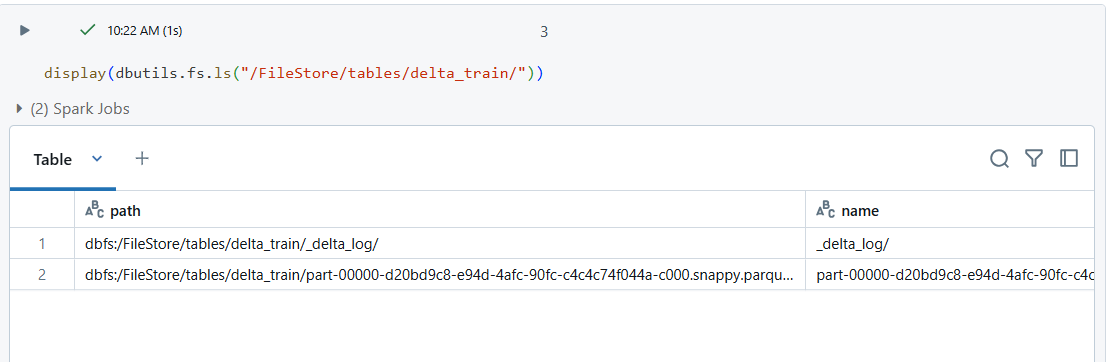 10:22 AM (1s) 3
display(dbutils.fs.ls("/FileStore/tables/delta_train/"))
(2) Spark Jobs
Table +
ABC path ABC name
1 dbfs:/FileStore/tables/delta_train/_delta_log/ _delta_log/
2 dbfs:/FileStore/tables/delta_train/part-00000-d20bd9c8-e94d-4afc-90fc-c4c4c74f044a-c000.snappy.parqu... part-00000-d20bd9c8-e94d-4afc-90fc-c4c